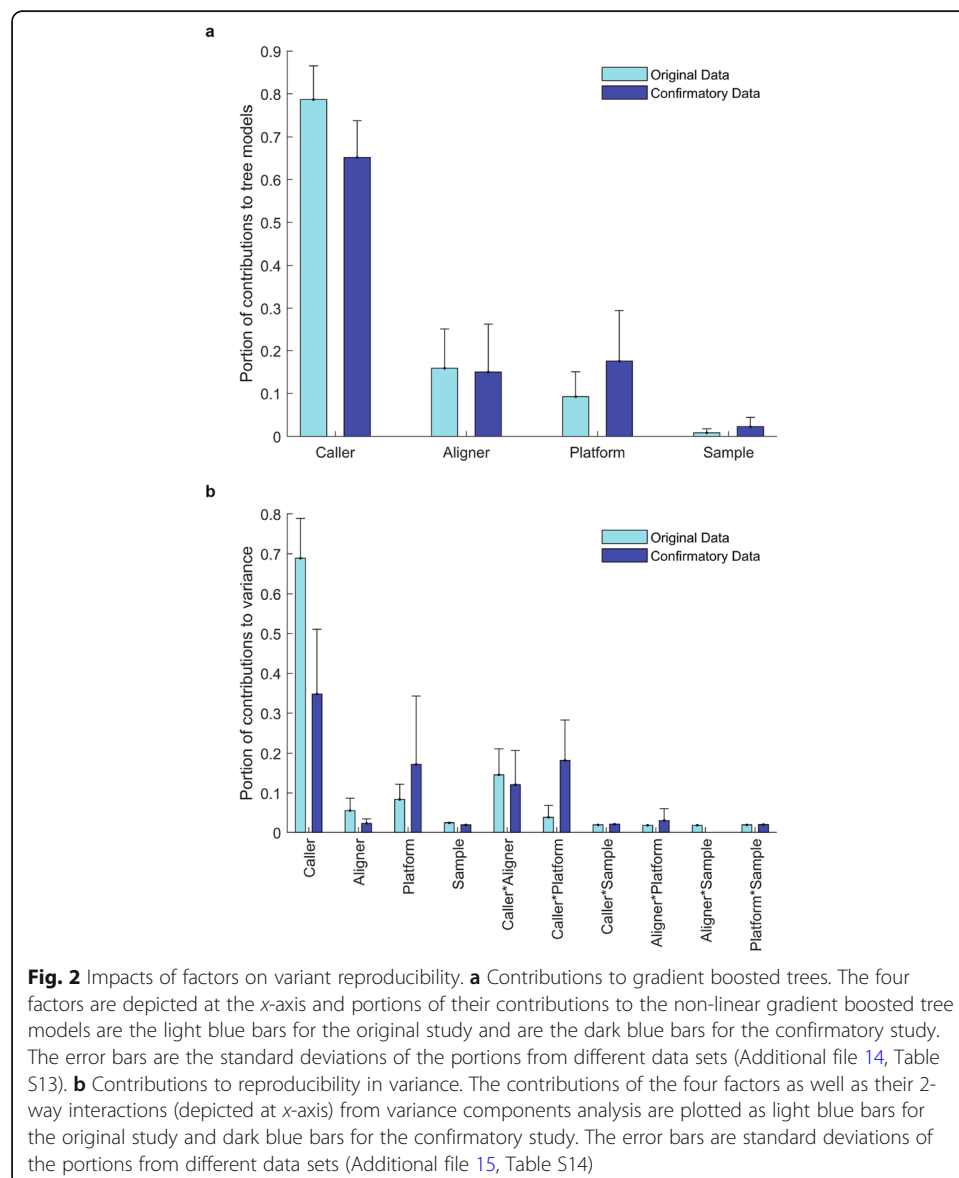 a
Portion of contributions to tree models
0.9
0.8
0.7
0.6
0.5
0.4
0.3
0.2
0.1
0
Original Data
Confirmatory Data
Caller
Aligner
Platform
Sample
b
Portion of contributions to variance
0.8
0.7
0.6
0.5
0.4
0.3
0.2
0.1
0
Original Data
Confirmatory Data
Caller
Aligner
Platform
Sample
Caller*Aligner
Caller*Platform
Caller*Sample
Aligner*Platform
Aligner*Sample
Platform*Sample
Fig. 2 Impacts of factors on variant reproducibility. a Contributions to gradient boosted trees. The four
factors are depicted at the x-axis and portions of their contributions to the non-linear gradient boosted tree
models are the light blue bars for the original study and are the dark blue bars for the confirmatory study.
The error bars are the standard deviations of the portions from different data sets (Additional file 14, Table
S13). b Contributions to reproducibility in variance. The contributions of the four factors as well as their 2-
way interactions (depicted at x-axis) from variance components analysis are plotted as light blue bars for
the original study and dark blue bars for the confirmatory study. The error bars are standard deviations of
the portions from different data sets (Additional file 15, Table S14)